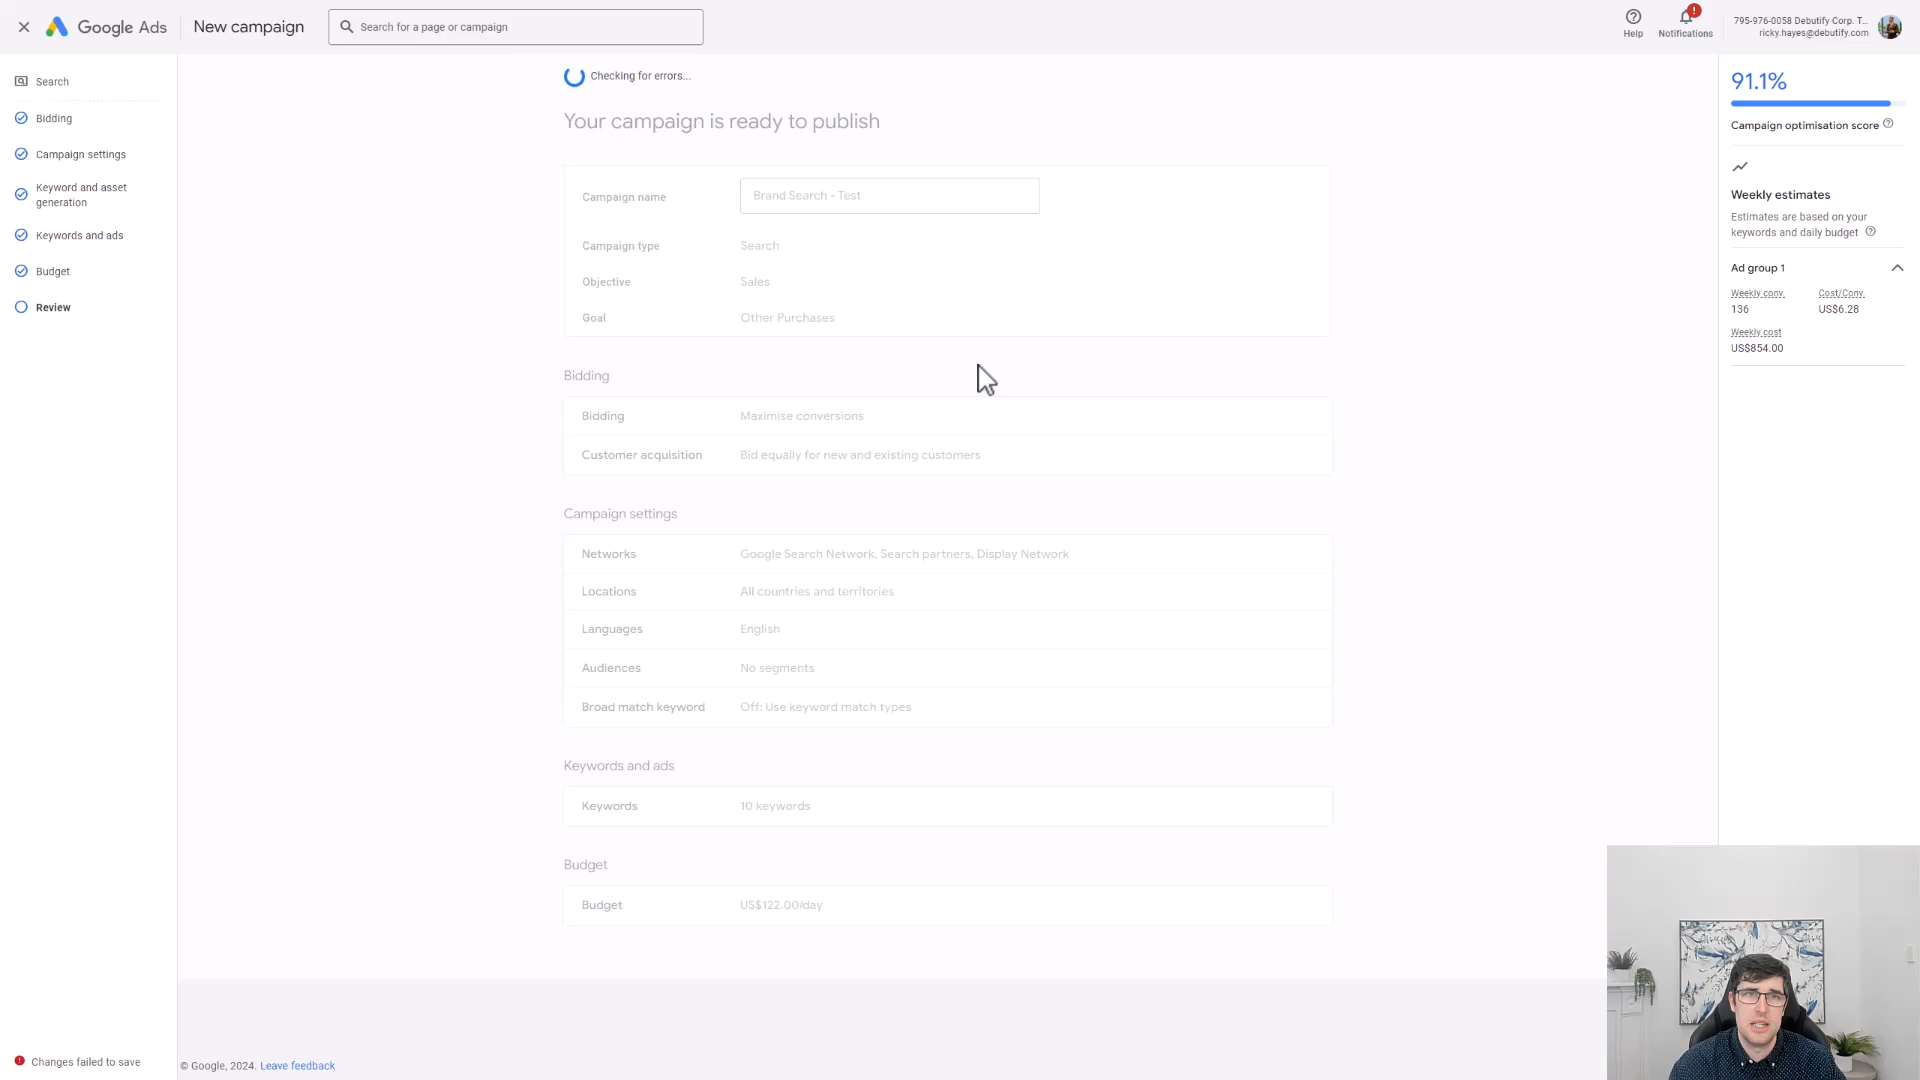 Google Ads
New campaign
Search for a page or campaign
Help
Notifications
795-976-0058 Debutify Corp. T...
ricky.hayes@debutify.com
Search
Bidding
Campaign settings
Keyword and asset
generation
Keywords and ads
Budget
Review
Changes failed to save
Checking for errors...
Your campaign is ready to publish
Campaign name
Brand Search - Test
Campaign type
Search
Objective
Sales
Goal
Other Purchases
Bidding
Bidding
Maximise conversions
Customer acquisition
Bid equally for new and existing customers
Campaign settings
Networks
Google Search Network, Search partners, Display Network
Locations
All countries and territories
Languages
English
Audiences
No segments
Broad match keyword
Off: Use keyword match types
Keywords and ads
Keywords
10 keywords
Budget
Budget
US$122.00/day
© Google, 2024. Leave feedback
91.1%
Campaign optimisation score
Weekly estimates
Estimates are based on your
keywords and daily budget
Ad group 1
Weekly conv.
Cost/Conv.
136
US$6.28
Weekly cost
US$854.00